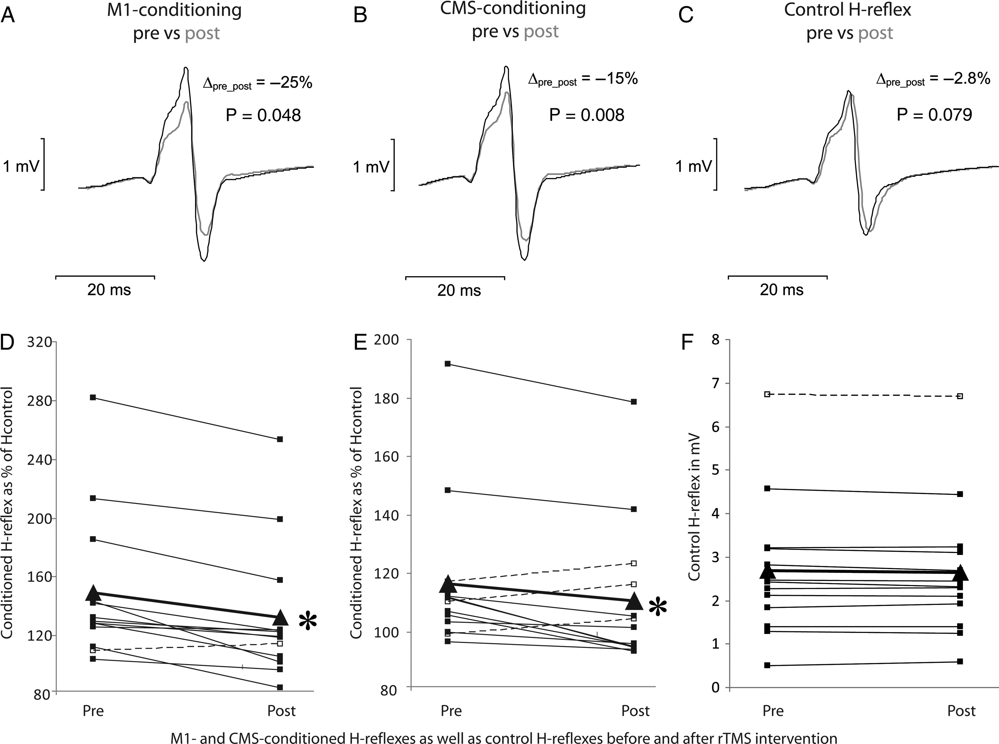 A
M1-conditioning
pre vs post
Δpre_post = –25%
P = 0.048
1 mV
20 ms
B
CMS-conditioning
pre vs post
Δpre_post = –15%
P = 0.008
1 mV
20 ms
C
Control H-reflex
pre vs post
Δpre_post = –2.8%
P = 0.079
1 mV
20 ms
D
Conditioned H-reflex as % of Hcontrol
320
280
240
200
160
120
80
*
Pre Post
E
Conditioned H-reflex as % of Hcontrol
200
180
160
140
120
100
80
*
Pre Post
F
Control H-reflex in mV
8
7
6
5
4
3
2
1
0
Pre Post
M1- and CMS-conditioned H-reflexes as well as control H-reflexes before and after rTMS intervention